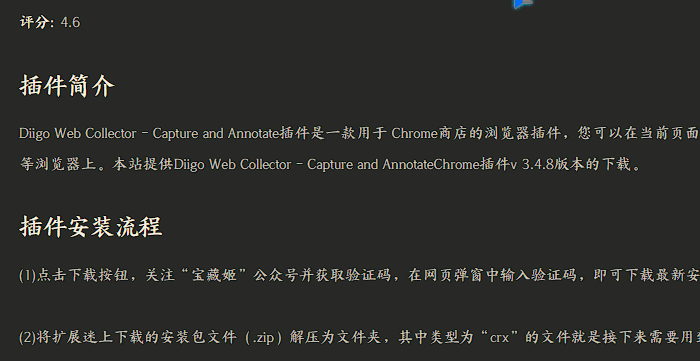 评分: 4.6
插件简介
Diigo Web Collector - Capture and Annotate插件是一款用于 Chrome商店的浏览器插件，您可以在当前页面
等浏览器上。本站提供Diigo Web Collector - Capture and AnnotateChrome插件v 3.4.8版本的下载。
插件安装流程
(1)点击下载按钮，关注“宝藏姬”公众号并获取验证码，在网页弹窗中输入验证码，即可下载最新安
(2)将扩展迷上下载的安装包文件（.zip）解压为文件夹，其中类型为“crx”的文件就是接下来需要用到